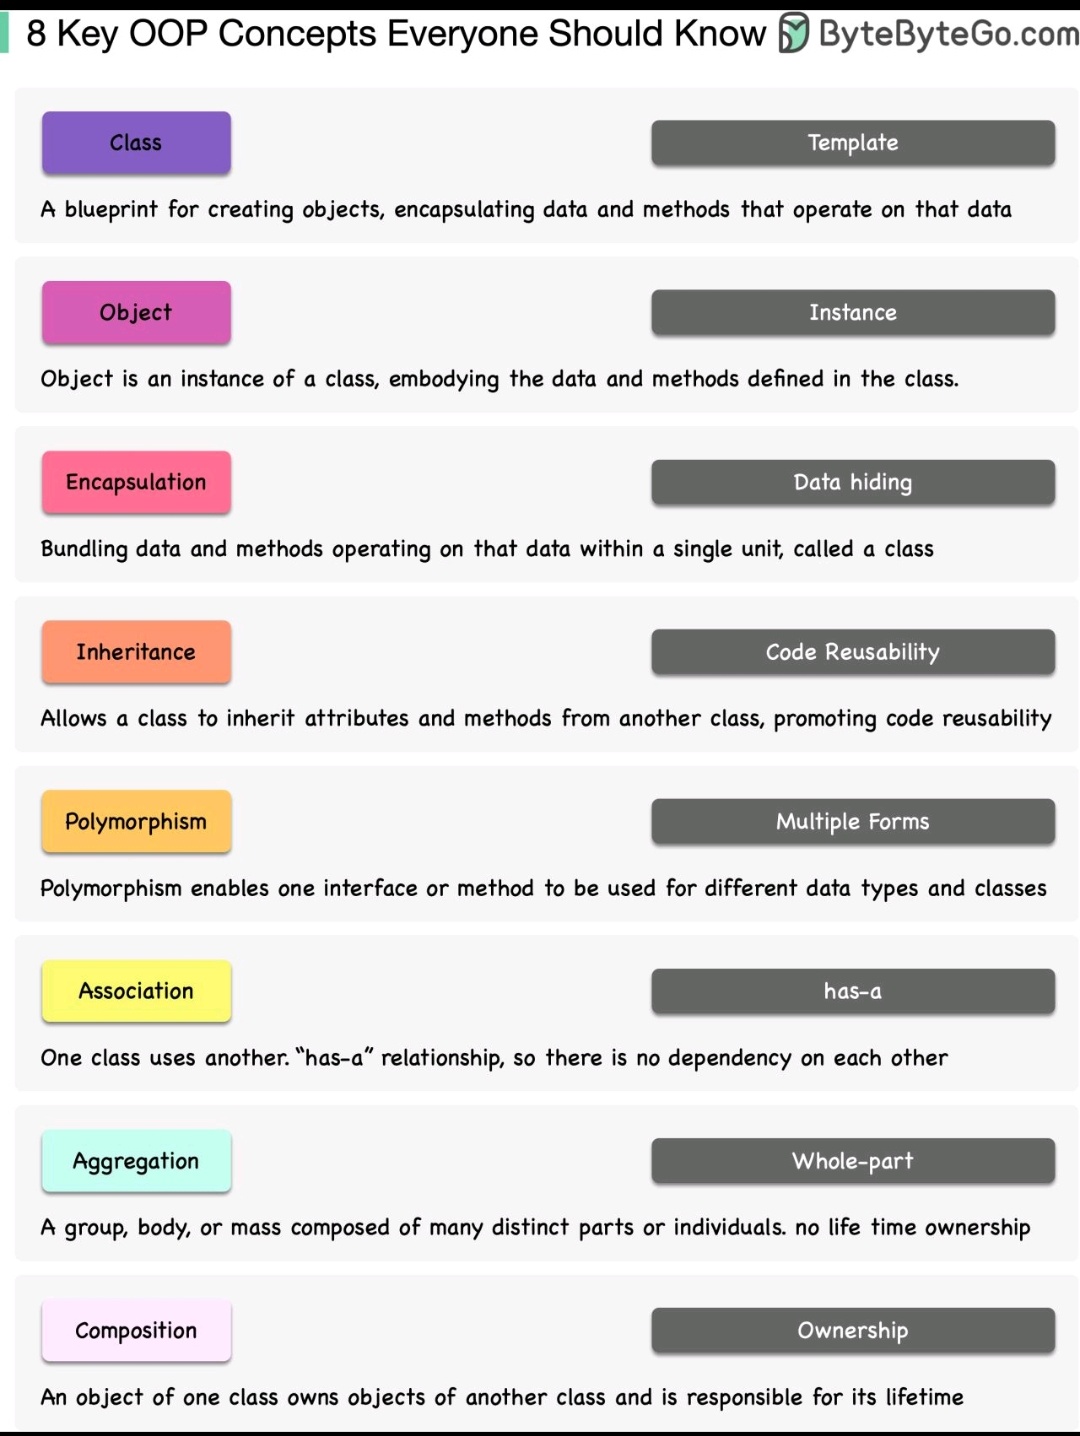 8 Key OOP Concepts Everyone Should Know ByteByteGo.com
Class
Template
A blueprint for creating objects, encapsulating data and methods that operate on that data
Object
Instance
Object is an instance of a class, embodying the data and methods defined in the class.
Encapsulation
Data hiding
Bundling data and methods operating on that data within a single unit, called a class
Inheritance
Code Reusability
Allows a class to inherit attributes and methods from another class, promoting code reusability
Polymorphism
Multiple Forms
Polymorphism enables one interface or method to be used for different data types and classes
Association
has-a
One class uses another. “has-a” relationship, so there is no dependency on each other
Aggregation
Whole-part
A group, body, or mass composed of many distinct parts or individuals. no life time ownership
Composition
Ownership
An object of one class owns objects of another class and is responsible for its lifetime